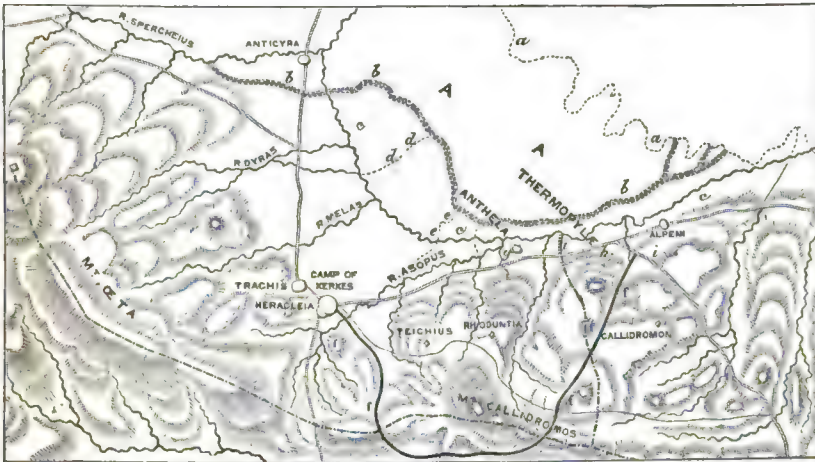 R. SPERCHEIUS
ANTICYRA
a
b
b
A
a
A
d
d
R. DYRAS
THERMOPYLÆ
b
ANTHELA
R. MELAS
e
e
c
ALPENI
R. ASOPUS
h
i
MT ŒTA
TRACHIS
CAMP OF
XERXES
HERACLEIA
f
f
TEICHIUS
RHODUNTIA
CALLIDROMON
f
MT CALLIDROMOS
f